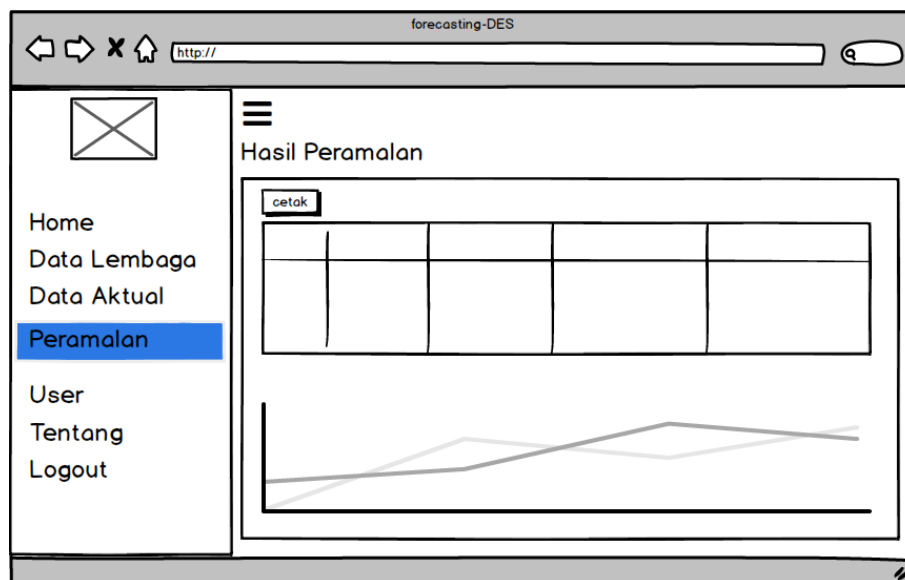 forecasting-DES
http://
Hasil Peramalan
cetak
Home
Data Lembaga
Data Aktual
Peramalan
User
Tentang
Logout